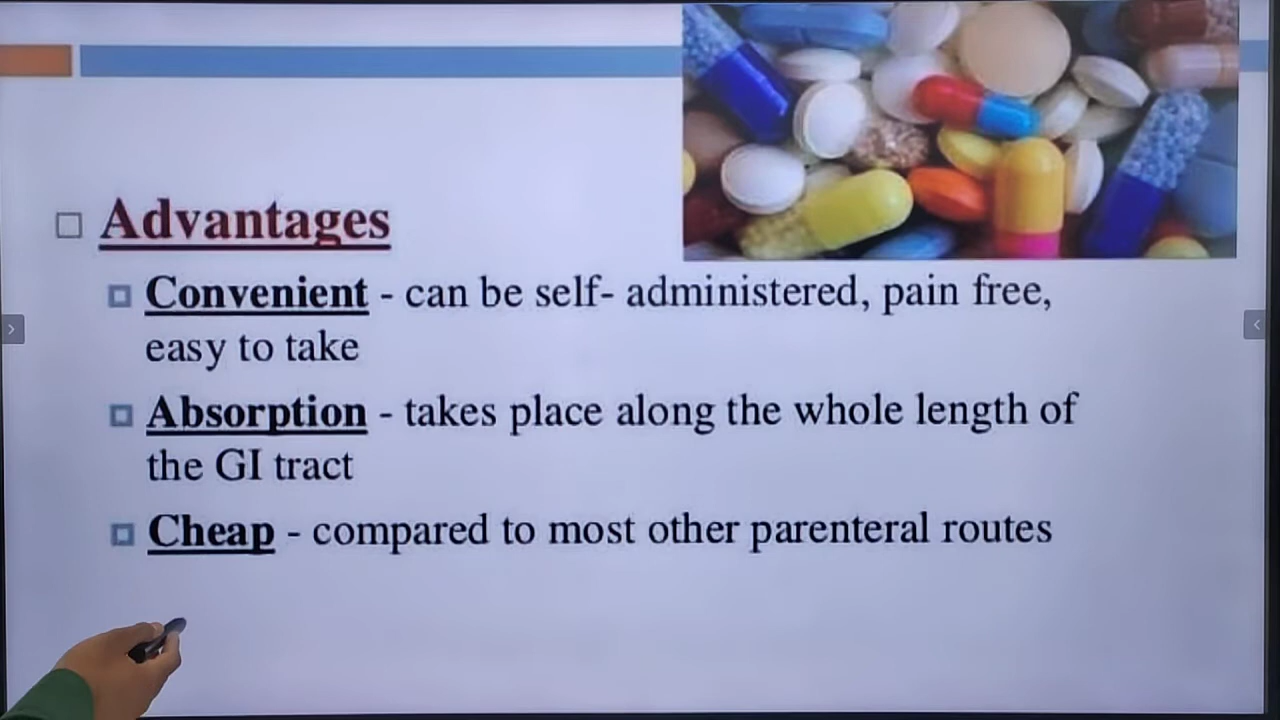 Advantages
Convenient - can be self- administered, pain free,
easy to take
Absorption - takes place along the whole length of
the GI tract
Cheap - compared to most other parenteral routes